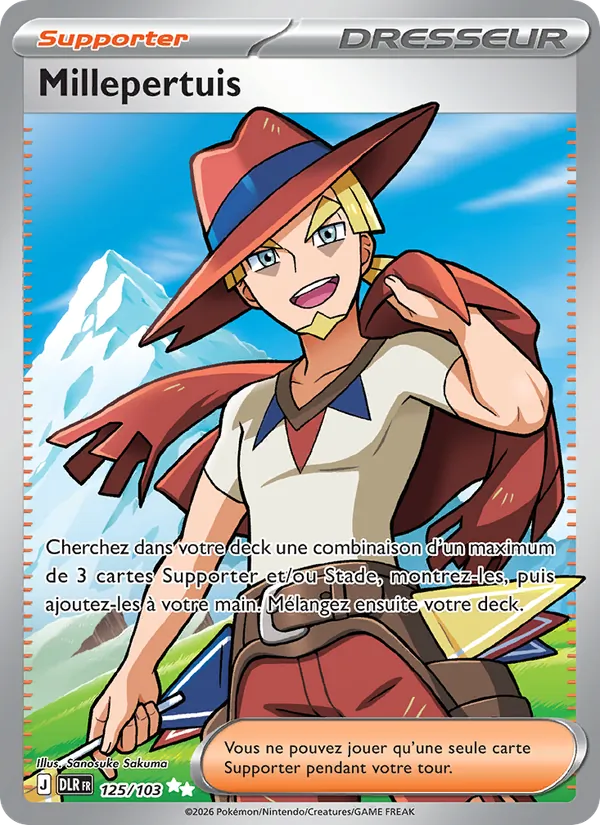 Supporter
DRESSEUR
Millepertuis
Cherchez dans votre deck une combinaison d'un maximum
de 3 cartes Supporter et/ou Stade, montrez-les, puis
ajoutez-les à votre main. Mélangez ensuite votre deck.
Vous ne pouvez jouer qu'une seule carte
Supporter pendant votre tour.
Illus. Sanosuke Sakuma
J DLR FR 125/103
©2026 Pokémon/Nintendo/Creatures/GAME FREAK